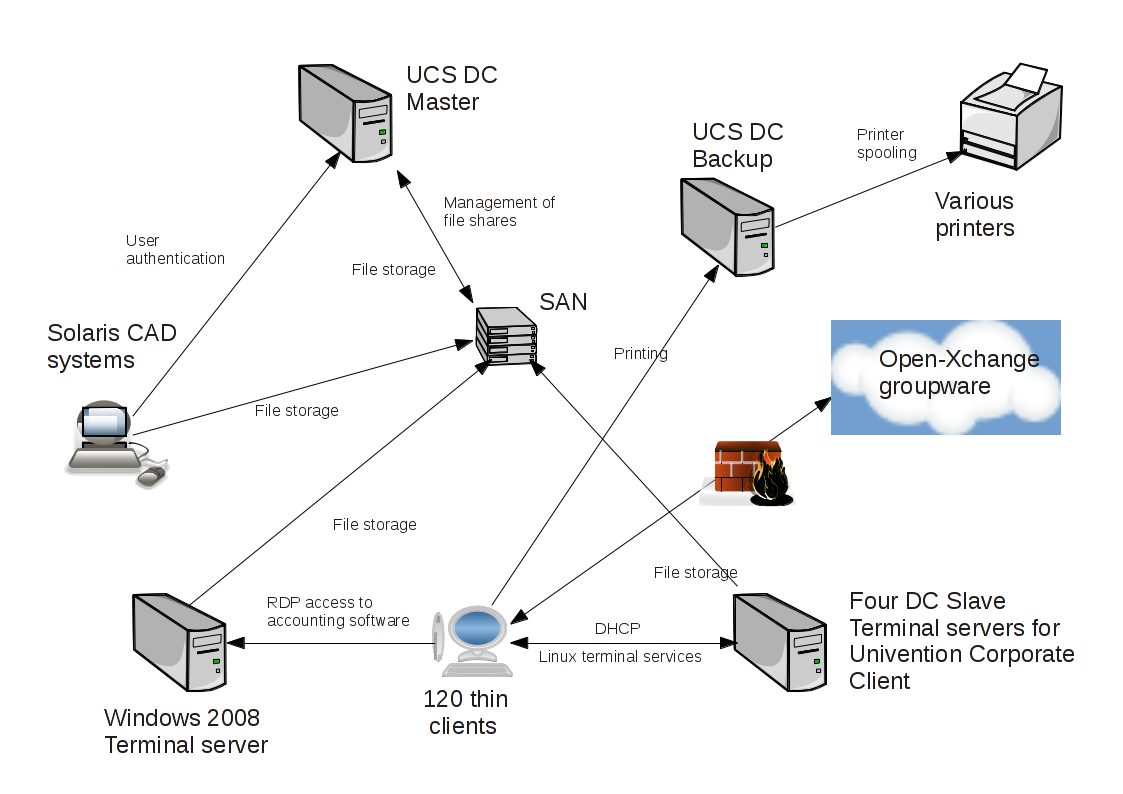 UCS DC
Master
UCS DC
Backup
Printer
spooling
Various
printers
Management of
file shares
User
authentication
File storage
SAN
Solaris CAD
systems
Printing
Open-Xchange
groupware
File storage
File storage
File storage
RDP access to
accounting software
DHCP
Linux terminal services
Four DC Slave
Terminal servers for
Univention Corporate
Client
120 thin
clients
Windows 2008
Terminal server